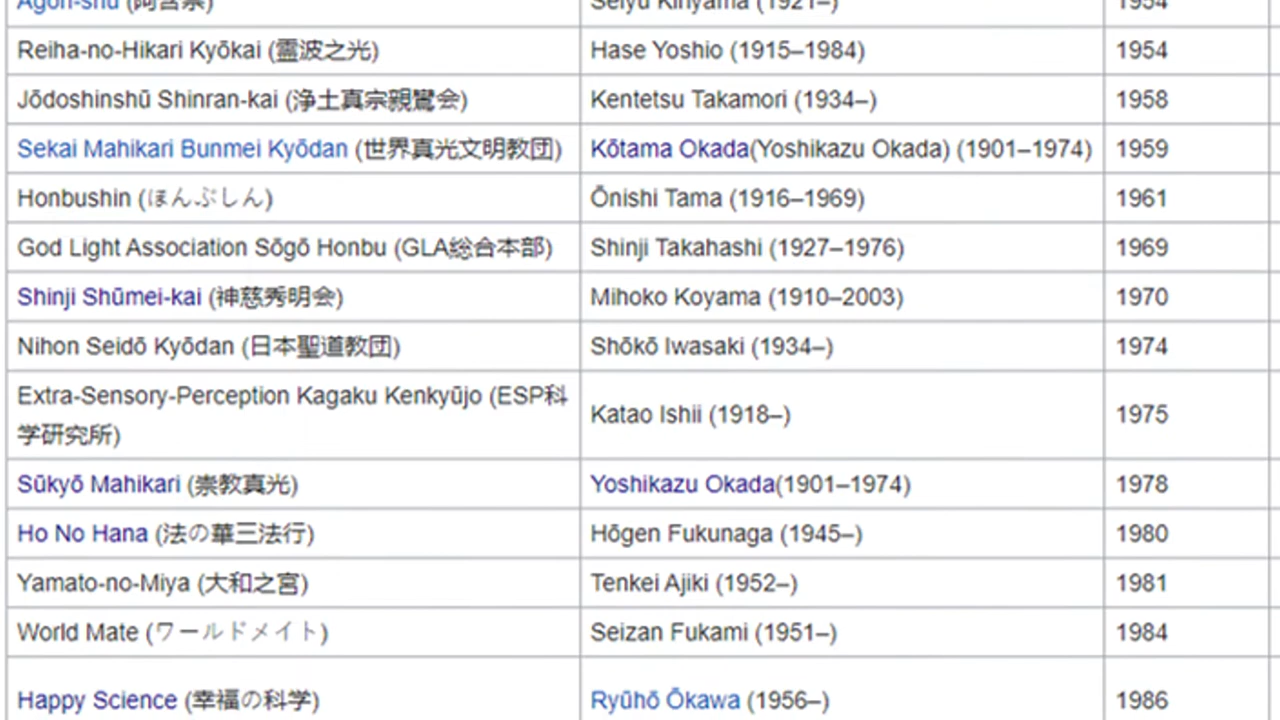 Agon-shū (阿含宗) Seiyū Kiriyama (1921–) 1954
Reiha-no-Hikari Kyōkai (霊波之光) Hase Yoshio (1915–1984) 1954
Jōdoshinshū Shinran-kai (浄土真宗親鸞会) Kentetsu Takamori (1934–) 1958
Sekai Mahikari Bunmei Kyōdan (世界真光文明教団) Kōtama Okada(Yoshikazu Okada) (1901–1974) 1959
Honbushin (ほんぶしん) Ōnishi Tama (1916–1969) 1961
God Light Association Sōgō Honbu (GLA総合本部) Shinji Takahashi (1927–1976) 1969
Shinji Shūmei-kai (神慈秀明会) Mihoko Koyama (1910–2003) 1970
Nihon Seidō Kyōdan (日本聖道教団) Shōkō Iwasaki (1934–) 1974
Extra-Sensory-Perception Kagaku Kenkyūjo (ESP科
学研究所) Katao Ishii (1918–) 1975
Sūkyō Mahikari (崇教真光) Yoshikazu Okada(1901–1974) 1978
Ho No Hana (法の華三法行) Hōgen Fukunaga (1945–) 1980
Yamato-no-Miya (大和之宮) Tenkei Ajiki (1952–) 1981
World Mate (ワールドメイト) Seizan Fukami (1951–) 1984
Happy Science (幸福の科学) Ryūhō Ōkawa (1956–) 1986